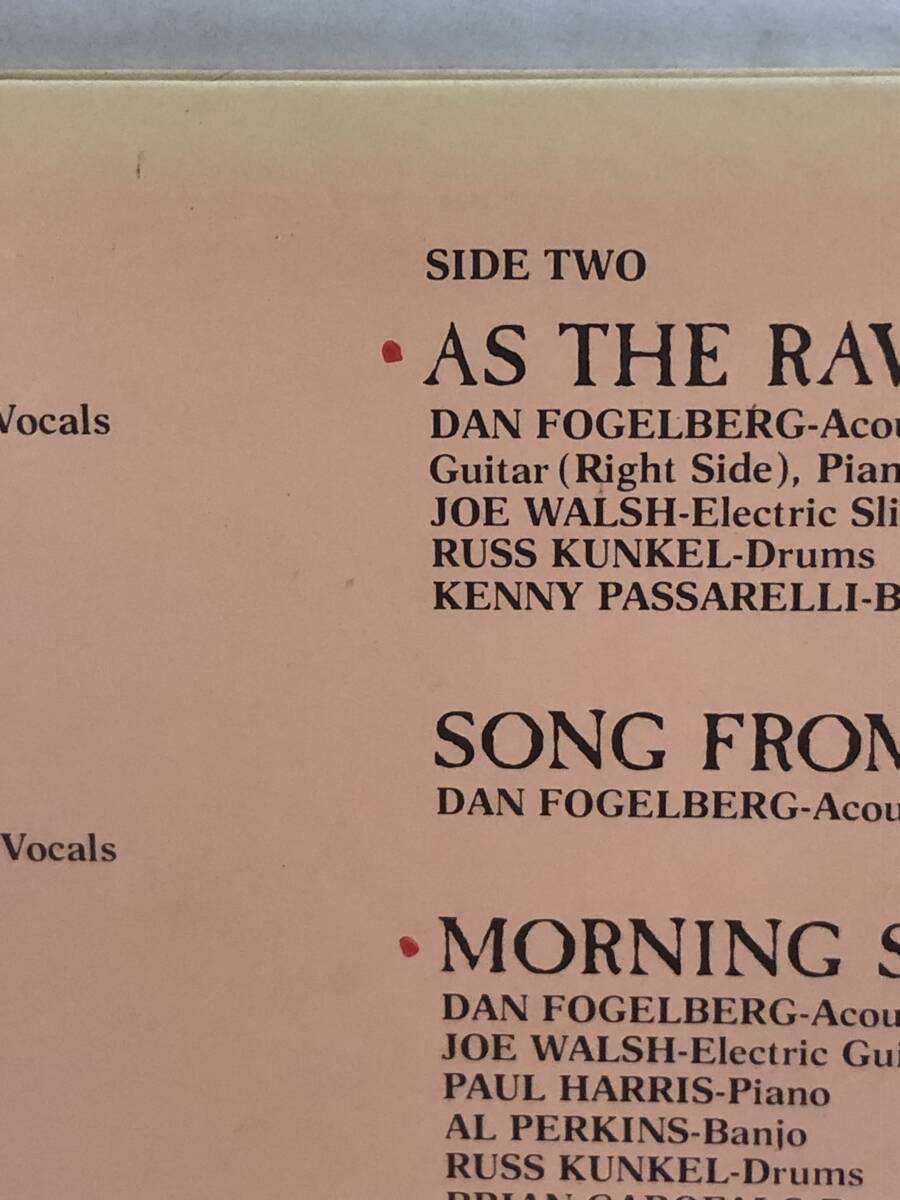 Vocals
Vocals
SIDE TWO
AS THE RAV
DAN FOGELBERG-Acou
Guitar (Right Side), Pian
JOE WALSH-Electric Sli
RUSS KUNKEL-Drums
KENNY PASSARELLI-B
SONG FROM
DAN FOGELBERG-Acou
MORNING S
DAN FOGELBERG-Acou
JOE WALSH-Electric Gui
PAUL HARRIS-Piano
AL PERKINS-Banjo
RUSS KUNKEL-Drums